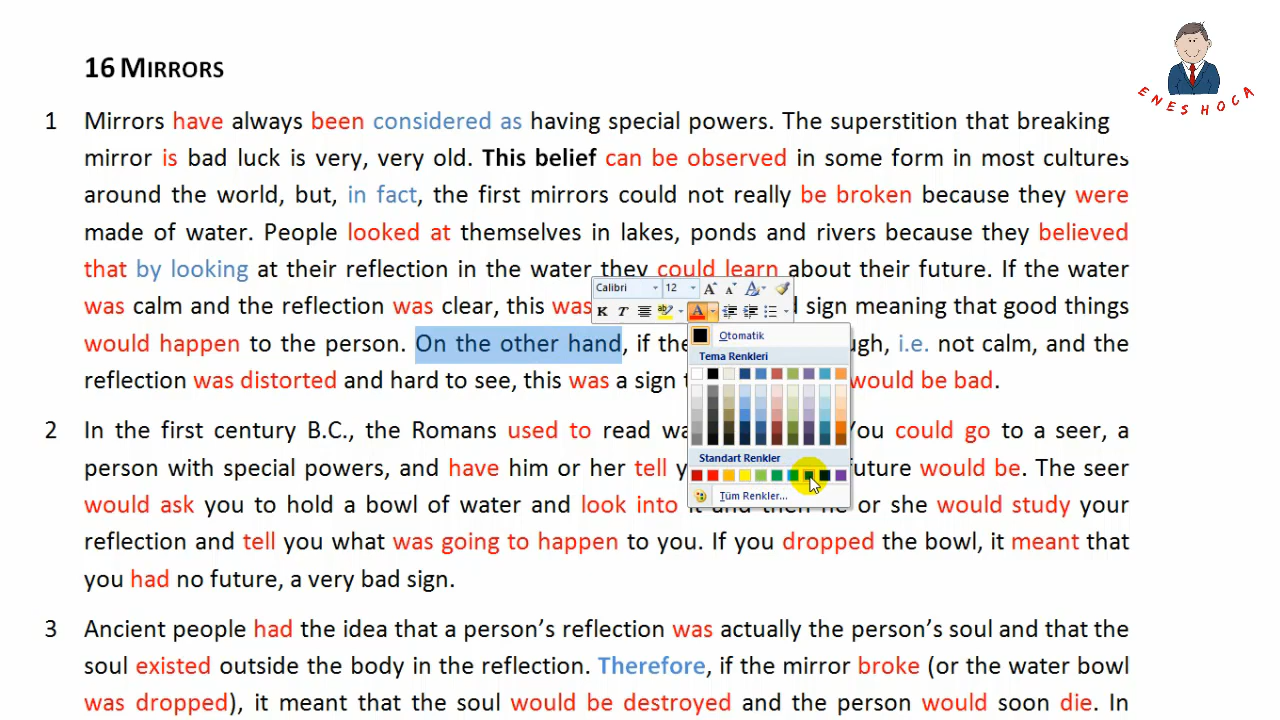 ENES HOCA
16 MIRRORS
1 Mirrors have always been considered as having special powers. The superstition that breaking
mirror is bad luck is very, very old. This belief can be observed in some form in most cultures
around the world, but, in fact, the first mirrors could not really be broken because they were
made of water. People looked at themselves in lakes, ponds and rivers because they believed
that by looking at their reflection in the water they could learn about their future. If the water
Calibri 12
was calm and the reflection was clear, this was sign meaning that good things
K T A
Otomatik
would happen to the person. On the other hand, if the ugh, i.e. not calm, and the
Tema Renkleri
reflection was distorted and hard to see, this was a sign would be bad.
2 In the first century B.C., the Romans used to read wa You could go to a seer, a
Standart Renkler
person with special powers, and have him or her tell future would be. The seer
Tüm Renkler...
would ask you to hold a bowl of water and look into it and then he or she would study your
reflection and tell you what was going to happen to you. If you dropped the bowl, it meant that
you had no future, a very bad sign.
3 Ancient people had the idea that a person's reflection was actually the person's soul and that the
soul existed outside the body in the reflection. Therefore, if the mirror broke (or the water bowl
was dropped), it meant that the soul would be destroyed and the person would soon die. In